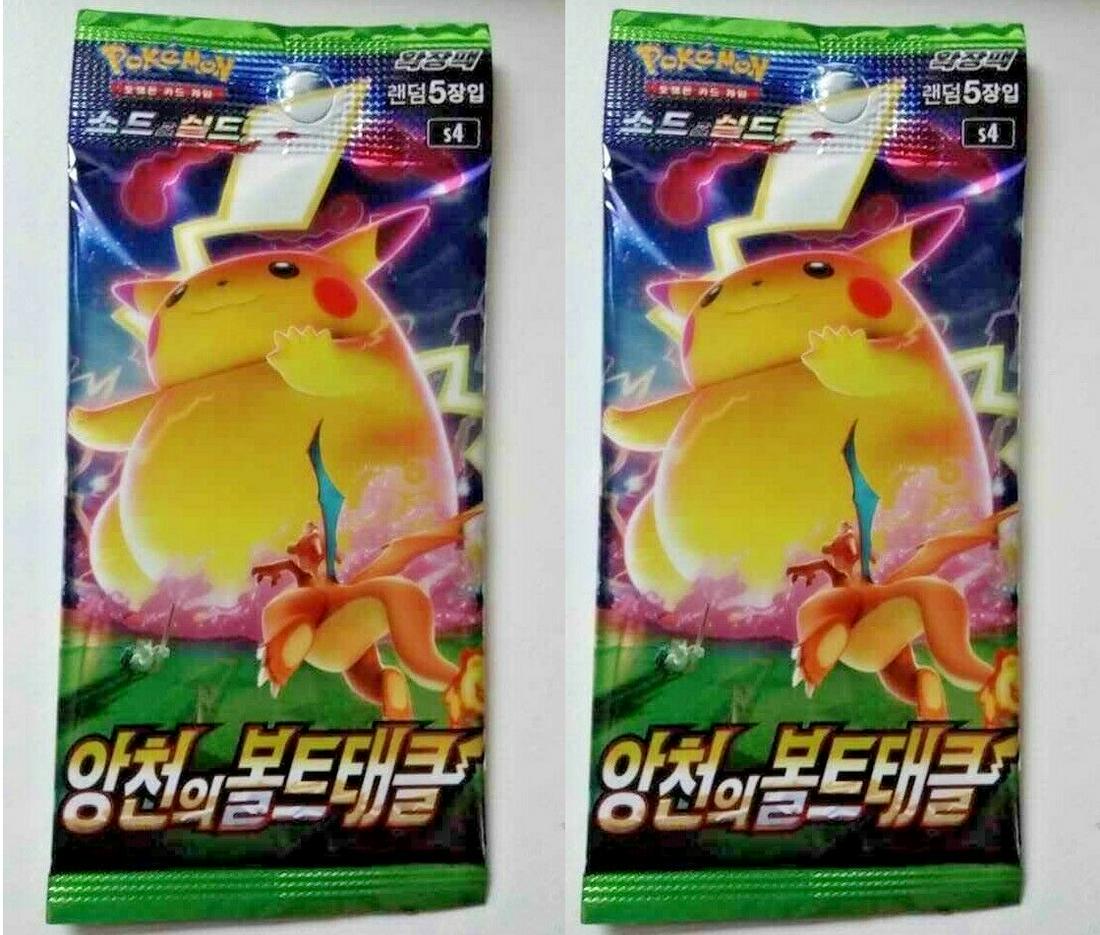 POKéMON
포켓몬 카드 게임
소드&실드
확장팩
랜덤5장입
s4
앙천의볼트태클
POKéMON
포켓몬 카드 게임
소드&실드
확장팩
랜덤5장입
s4
앙천의볼트태클